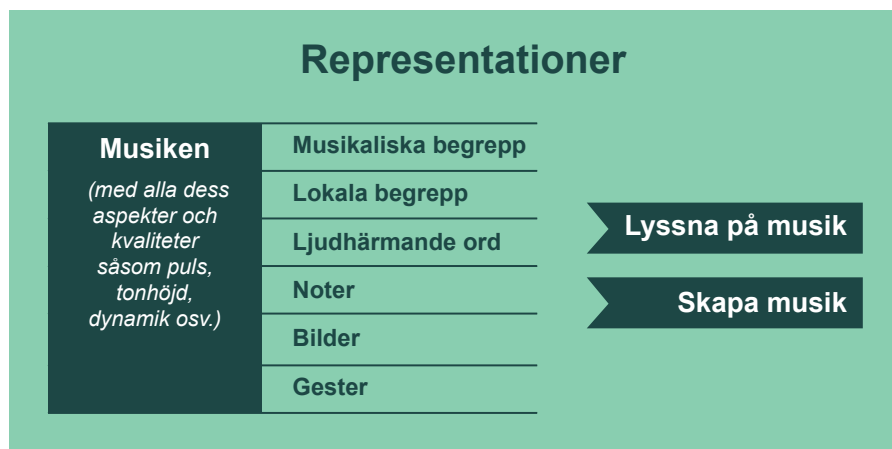 Representationer
Musiken
(med alla dess
aspekter och
kvaliteter
såsom puls,
tonhöjd,
dynamik osv.)
Musikaliska begrepp
Lokala begrepp
Ljudhärmande ord
Noter
Bilder
Gester
Lyssna på musik
Skapa musik